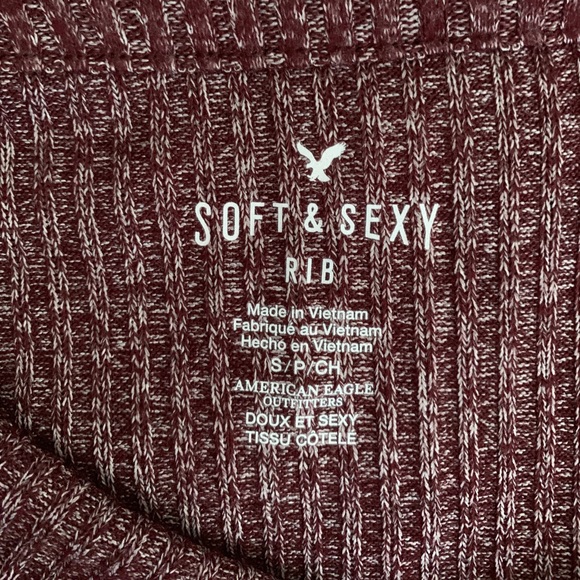 SOFT & SEXY
RIB
Made in Vietnam
Fabriqué au Vietnam
Hecho en Vietnam
S/P/CH
AMERICAN EAGLE
OUTFITTERS
DOUX ET SEXY
TISSU CÔTELÉ